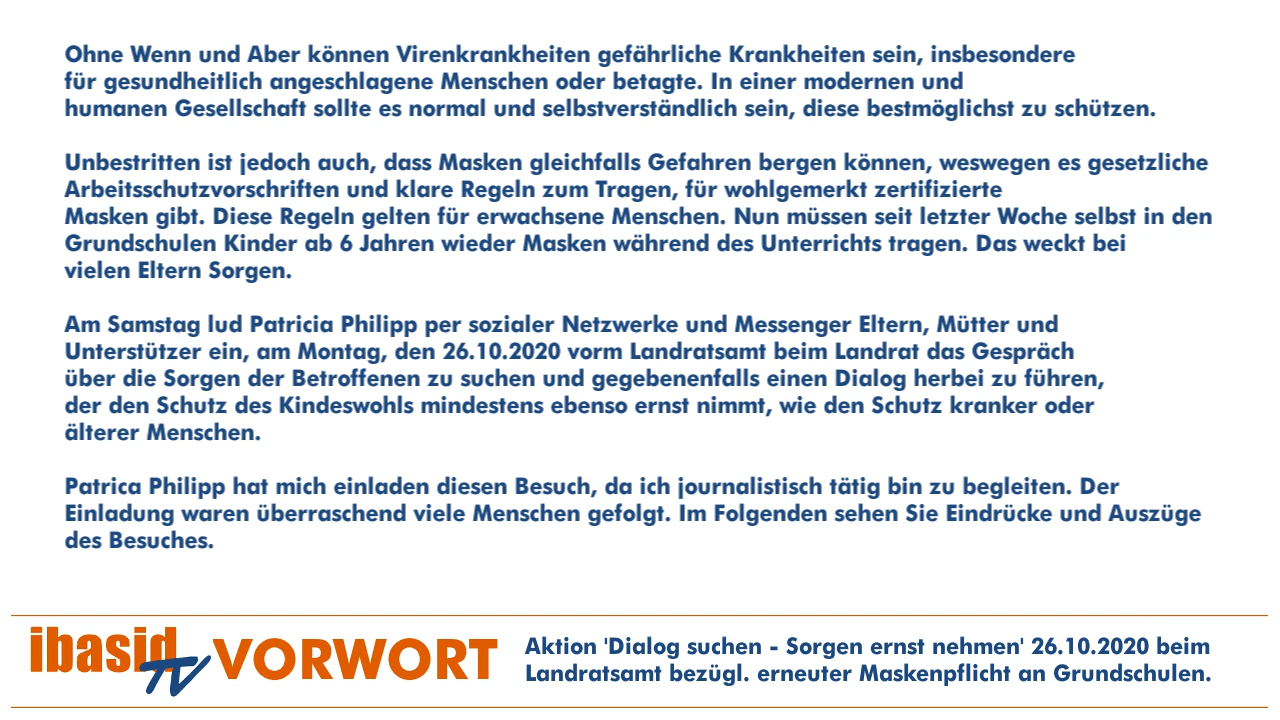 Ohne Wenn und Aber können Virenkrankheiten gefährliche Krankheiten sein, insbesondere
für gesundheitlich angeschlagene Menschen oder betagte. In einer modernen und
humanen Gesellschaft sollte es normal und selbstverständlich sein, diese bestmöglichst zu schützen.
Unbestritten ist jedoch auch, dass Masken gleichfalls Gefahren bergen können, weswegen es gesetzliche
Arbeitsschutzvorschriften und klare Regeln zum Tragen, für wohlgemerkt zertifizierte
Masken gibt. Diese Regeln gelten für erwachsene Menschen. Nun müssen seit letzter Woche selbst in den
Grundschulen Kinder ab 6 Jahren wieder Masken während des Unterrichts tragen. Das weckt bei
vielen Eltern Sorgen.
Am Samstag lud Patricia Philipp per sozialer Netzwerke und Messenger Eltern, Mütter und
Unterstützer ein, am Montag, den 26.10.2020 vorm Landratsamt beim Landrat das Gespräch
über die Sorgen der Betroffenen zu suchen und gegebenenfalls einen Dialog herbei zu führen,
der den Schutz des Kindeswohls mindestens ebenso ernst nimmt, wie den Schutz kranker oder
älterer Menschen.
Patrica Philipp hat mich einladen diesen Besuch, da ich journalistisch tätig bin zu begleiten. Der
Einladung waren überraschend viele Menschen gefolgt. Im Folgenden sehen Sie Eindrücke und Auszüge
des Besuches.
ibasid TV VORWORT
Aktion 'Dialog suchen - Sorgen ernst nehmen' 26.10.2020 beim
Landratsamt bezügl. erneuter Maskenpflicht an Grundschulen.